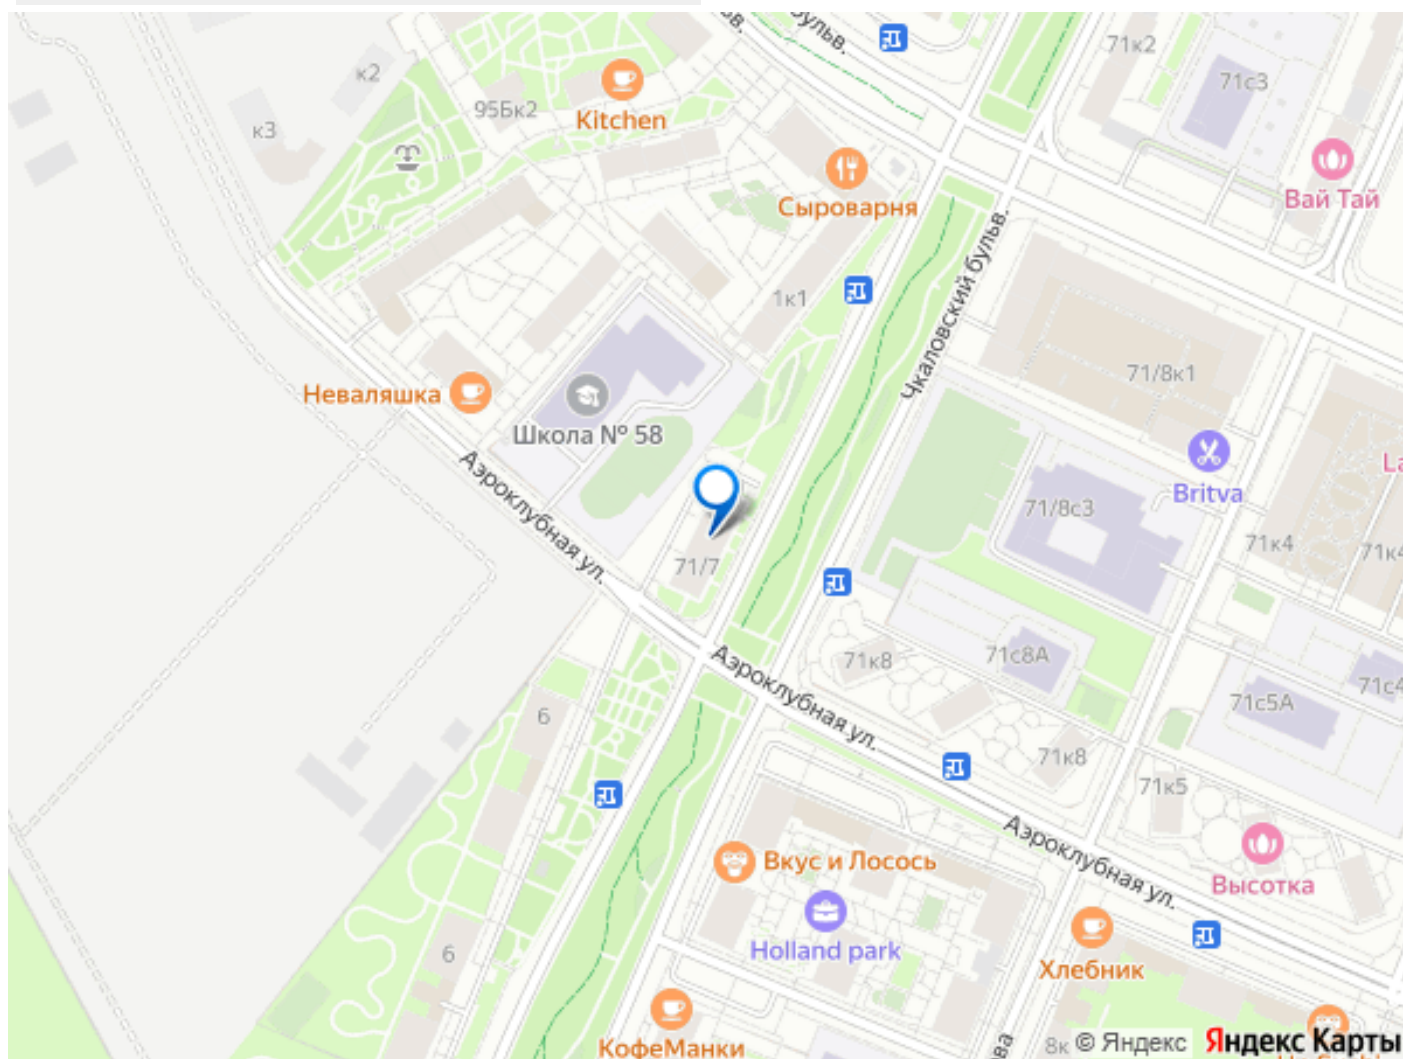 бульв.
71к2
к2
71с3
95Бк2
Kitchen
к3
Вай Тай
Сыроварня
Чкаловский бульв.
1к1
71/8к1
Неваляшка
Школа № 58
Аэроклубная ул.
Britva
71/8с3
71к4
71/7
Аэроклубная ул.
71к8
71с8А
71с5А
6
71к8
71к5
Аэроклубная ул.
Вкус и Лосось
Высотка
Holland park
6
Хлебник
КофеМанки
8к
© Яндекс
Яндекс Карты